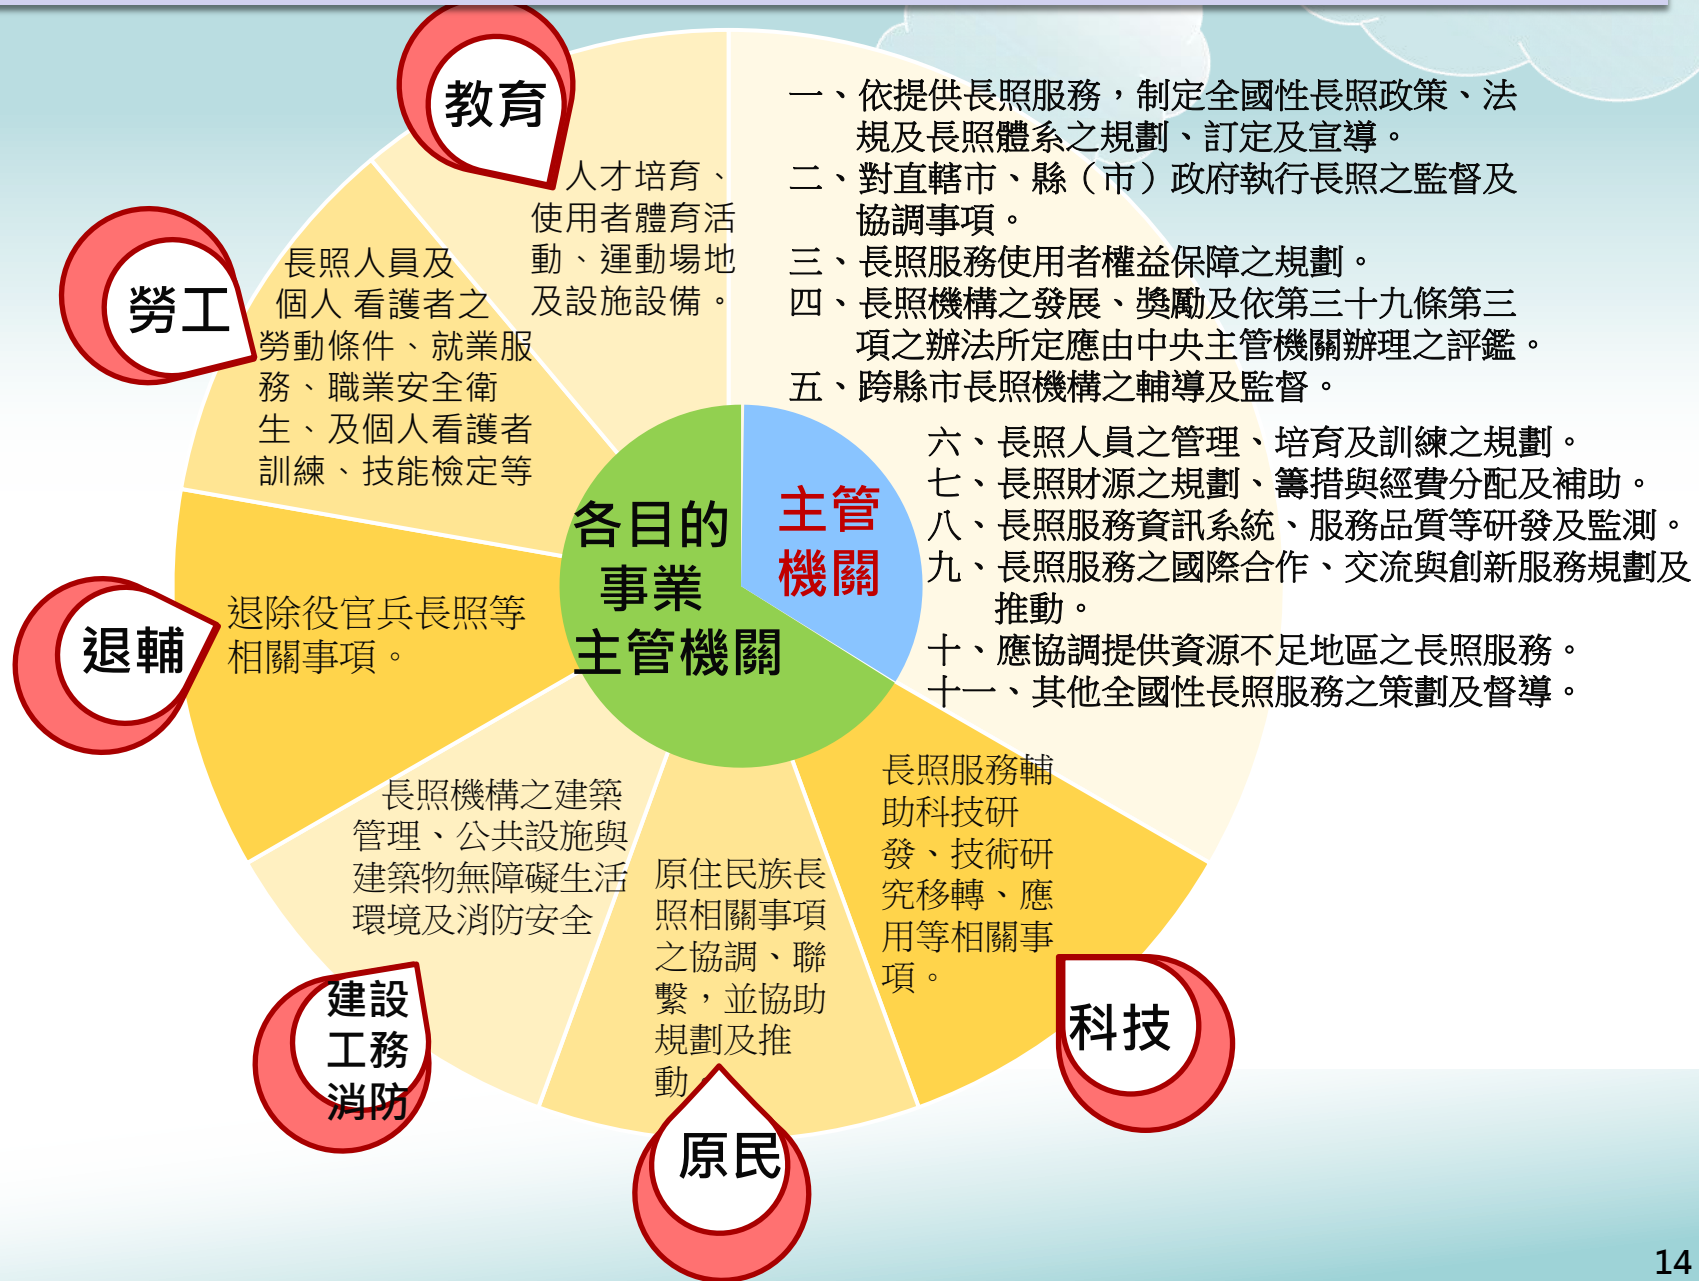 教育
人才培育、
使用者體育活
動、運動場地
及設施設備。
一、依提供長照服務，制定全國性長照政策、法
規及長照體系之規劃、訂定及宣導。
二、對直轄市、縣（市）政府執行長照之監督及
協調事項。
三、長照服務使用者權益保障之規劃。
四、長照機構之發展、獎勵及依第三十九條第三
項之辦法所定應由中央主管機關辦理之評鑑。
五、跨縣市長照機構之輔導及監督。
六、長照人員之管理、培育及訓練之規劃。
七、長照財源之規劃、籌措與經費分配及補助。
八、長照服務資訊系統、服務品質等研發及監測。
九、長照服務之國際合作、交流與創新服務規劃及
推動。
十、應協調提供資源不足地區之長照服務。
十一、其他全國性長照服務之策劃及督導。
勞工
長照人員及
個人 看護者之
勞動條件、就業服
務、職業安全衛
生、及個人看護者
訓練、技能檢定等
各目的
事業
主管機關
主管
機關
退輔
退除役官兵長照等
相關事項。
長照機構之建築
管理、公共設施與
建築物無障礙生活
環境及消防安全
建設
工務
消防
原住民族長
照相關事項
之協調、聯
繫，並協助
規劃及推
動。
原民
長照服務輔
助科技研
發、技術研
究移轉、應
用等相關事
項。
科技
14